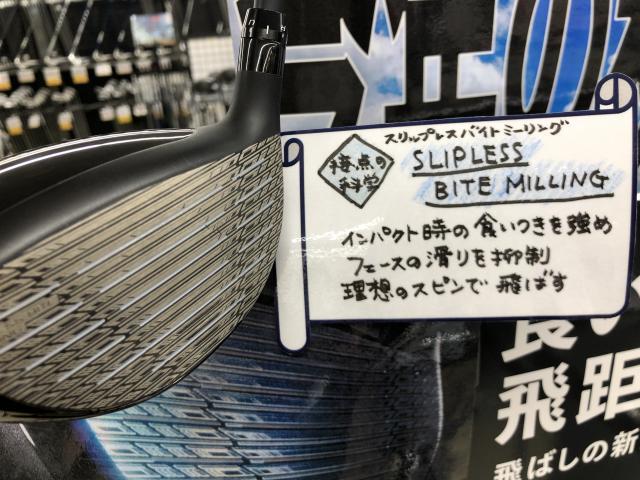 スリップレスバイトミーリング
接点の
科学
SLIPLESS
BITE MILLING
インパクト時の食いつきを強め
フェースの滑りを抑制
理想のスピンで飛ばす
飛距
飛ばしの新